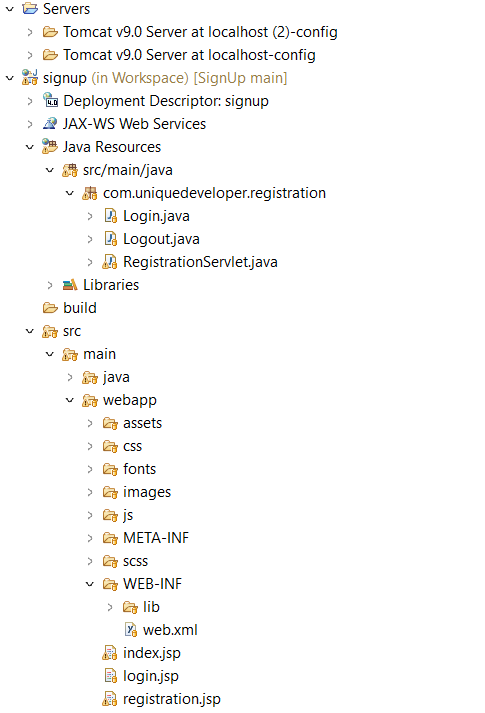 Servers
Tomcat v9.0 Server at localhost (2)-config
Tomcat v9.0 Server at localhost-config
signup (in Workspace) [SignUp main]
Deployment Descriptor: signup
JAX-WS Web Services
Java Resources
src/main/java
com.uniquedeveloper.registration
Login.java
Logout.java
RegistrationServlet.java
Libraries
build
src
main
java
webapp
assets
css
fonts
images
js
META-INF
scss
WEB-INF
lib
web.xml
index.jsp
login.jsp
registration.jsp